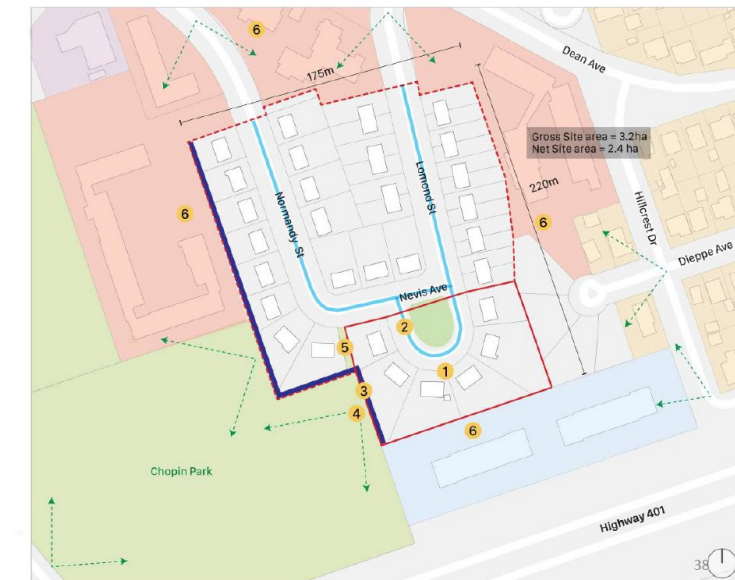 6
175m
Dean Ave
Gross Site area = 3.2ha
Net Site area = 2.4 ha
220m
Lomond St
Normandy St
6
6
Hillcrest Dr
Dieppe Ave
Nevis Ave
2
5
1
3
4
6
Chopin Park
Highway 401
38